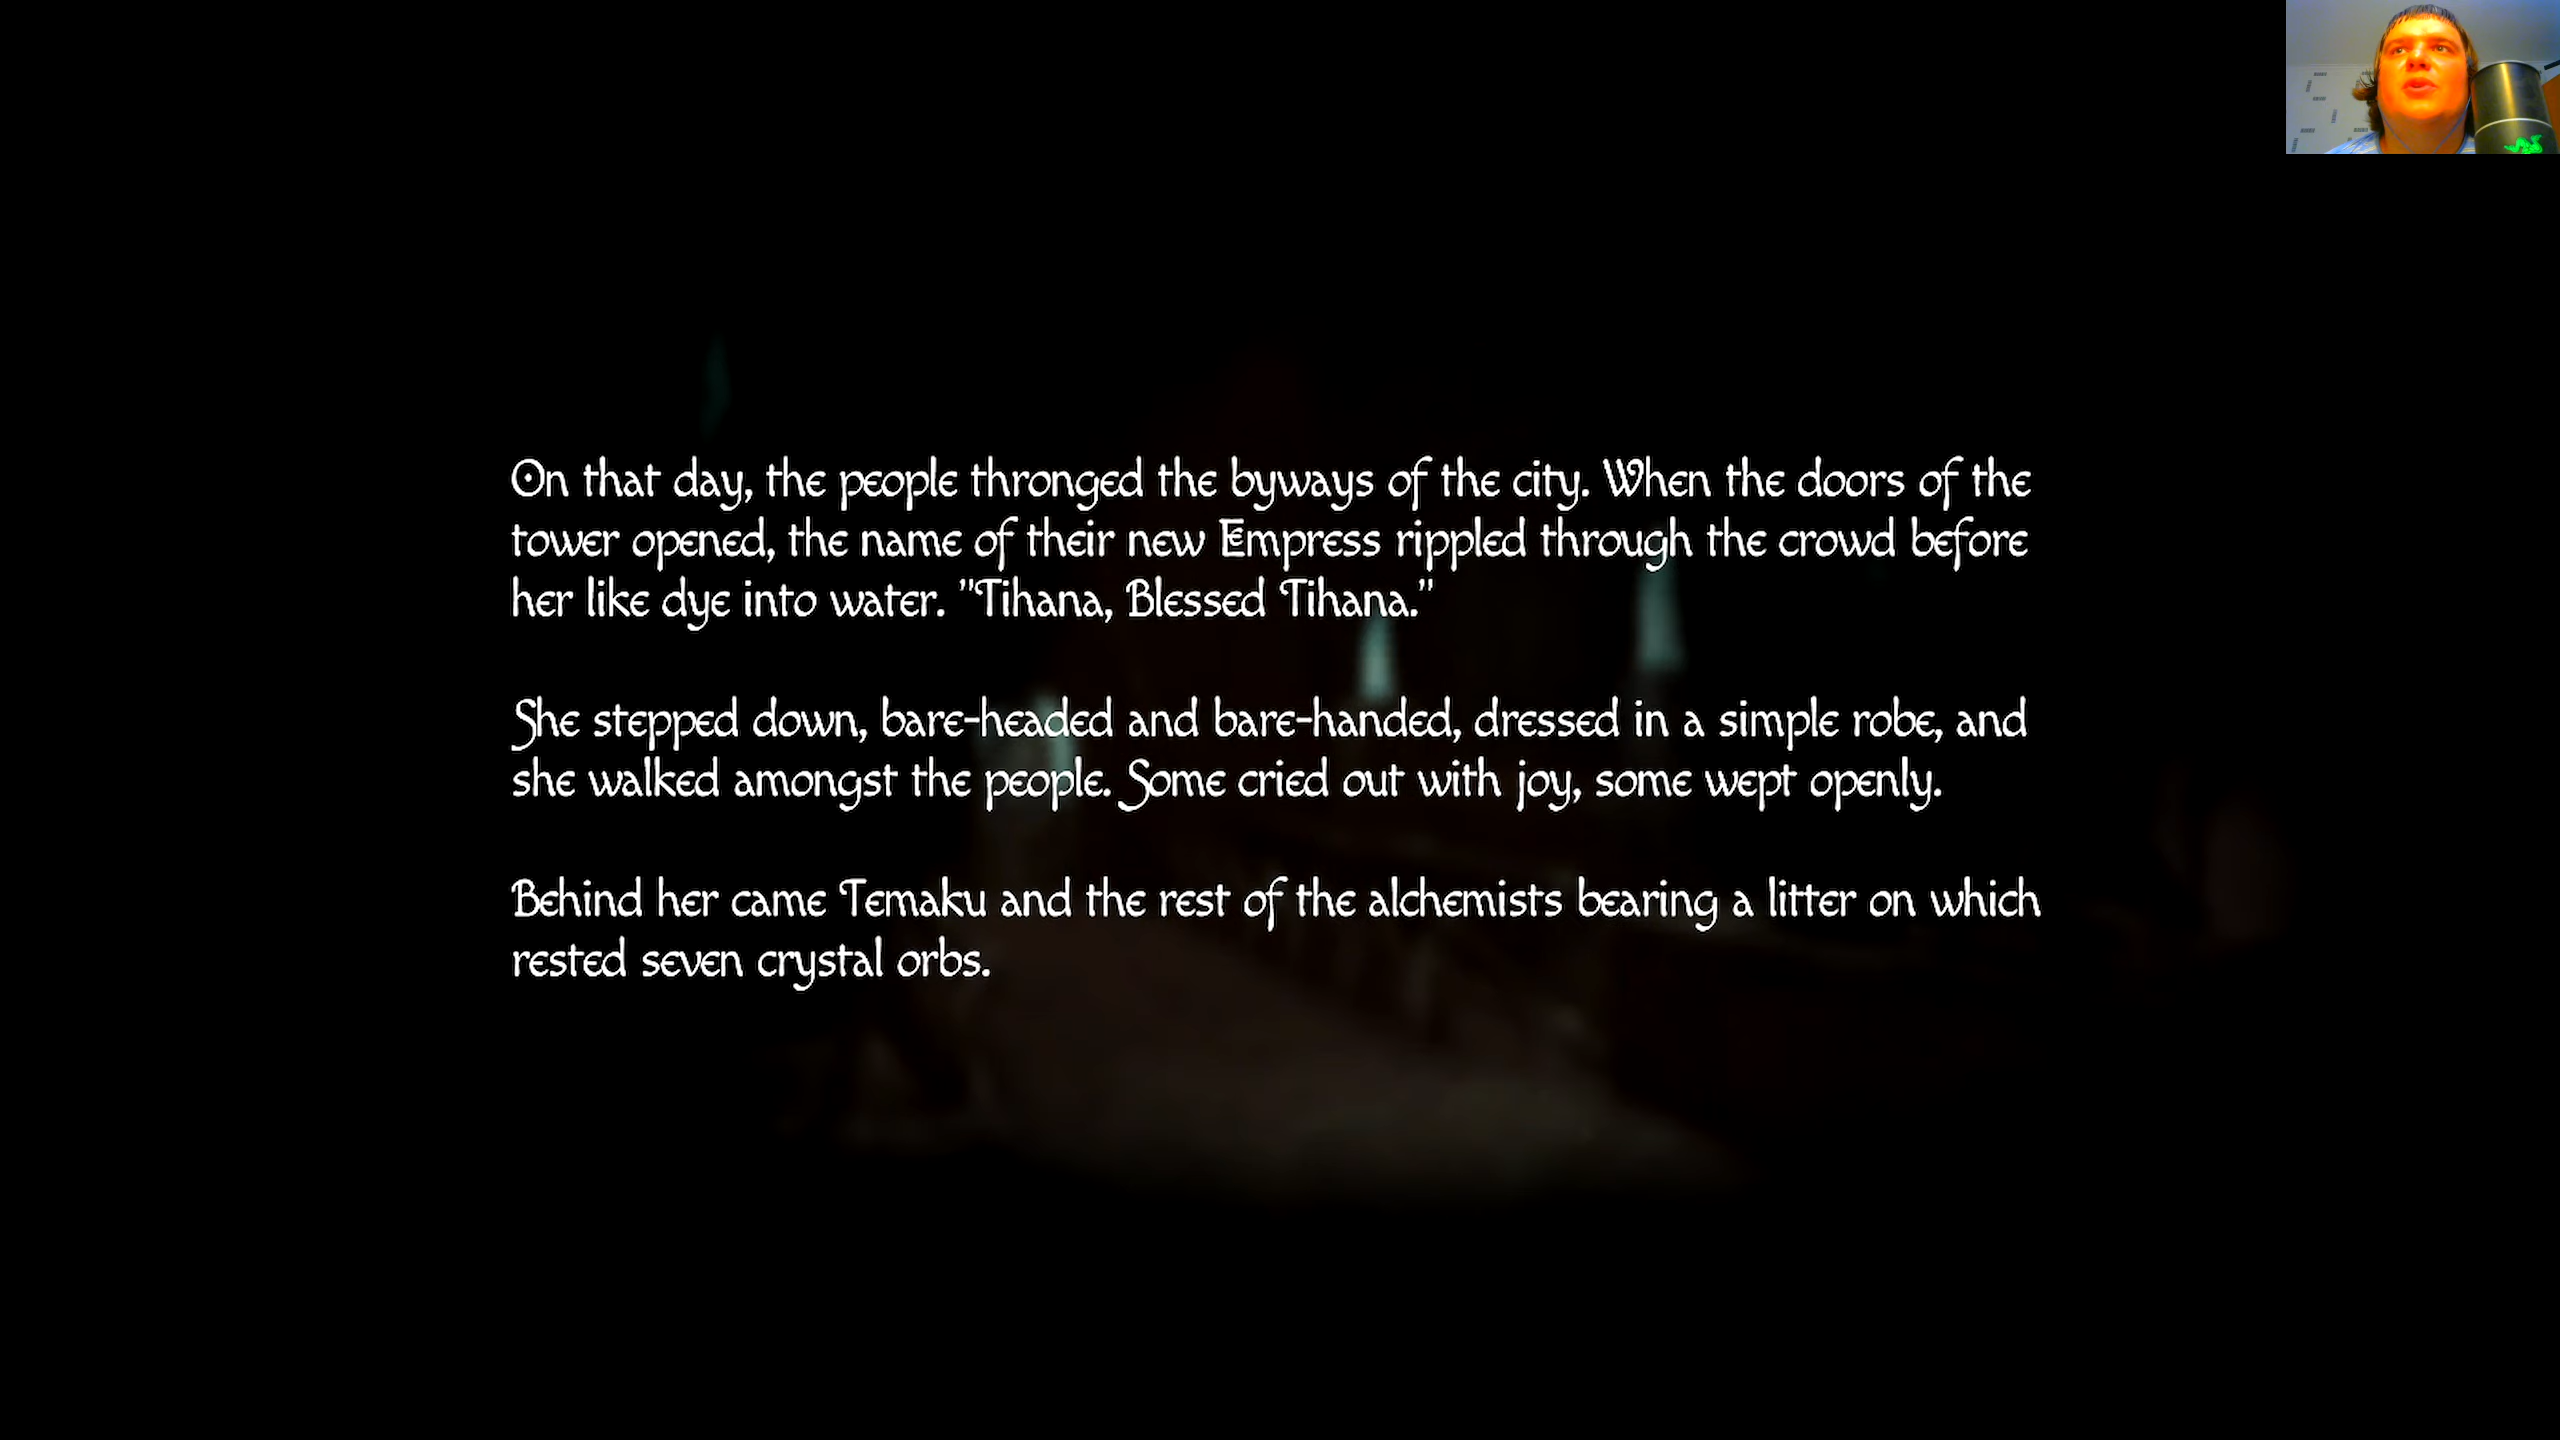 On that day, the people thronged the byways of the city. When the doors of the
tower opened, the name of their new Empress rippled through the crowd before
her like dye into water. "Tihana, Blessed Tihana."
She stepped down, bare-headed and bare-handed, dressed in a simple robe, and
she walked amongst the people. Some cried out with joy, some wept openly.
Behind her came Temaku and the rest of the alchemists bearing a litter on which
rested seven crystal orbs.